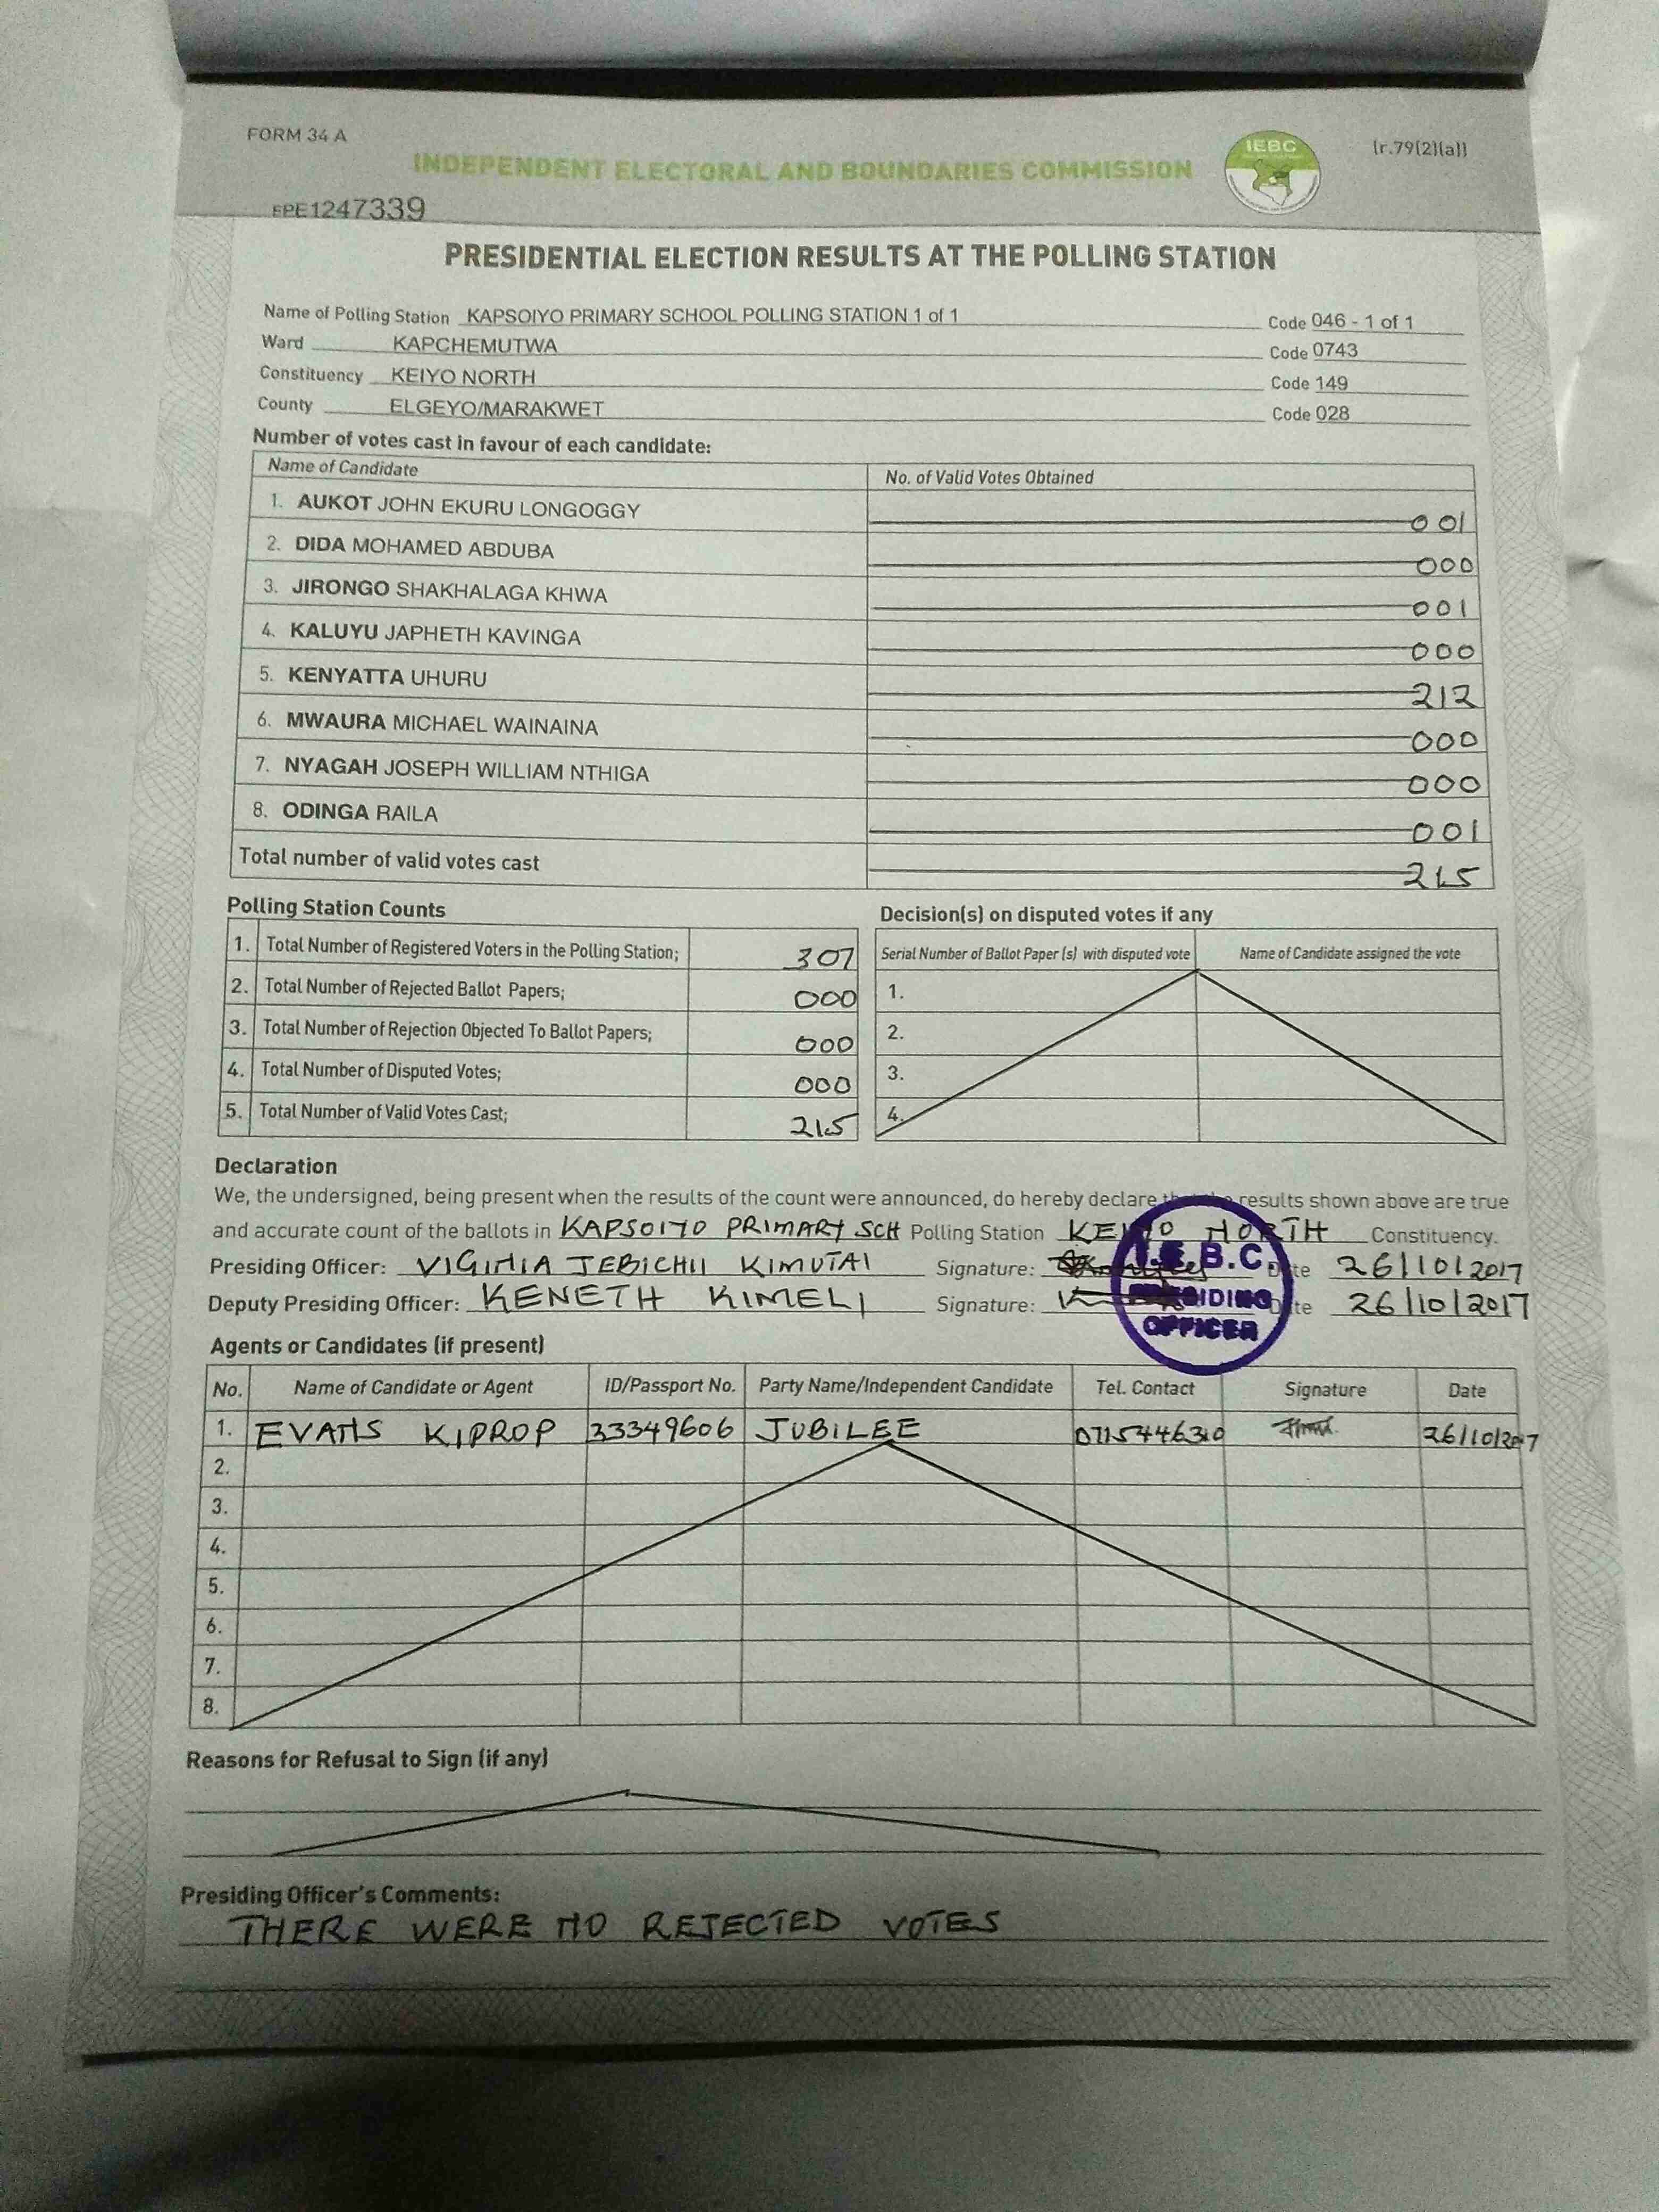 FORM 34 A
IEBC
(r.79(2)(a))
INDEPENDENT ELECTORAL AND BOUNDARIES COMMISSION
EPE1247339
PRESIDENTIAL ELECTION RESULTS AT THE POLLING STATION
Name of Polling Station KAPSOIYO PRIMARY SCHOOL POLLING STATION 1 of 1 Code 046 - 1 of 1
Ward KAPCHEMUTWA Code 0743
Constituency KEIYO NORTH Code 149
County ELGEYO/MARAKWET Code 028
Number of votes cast in favour of each candidate:
Name of Candidate No. of Valid Votes Obtained
1. AUKOT JOHN EKURU LONGOGGY 001
2. DIDA MOHAMED ABDUBA 000
3. JIRONGO SHAKHALAGA KHWA 001
4. KALUYU JAPHETH KAVINGA 000
5. KENYATTA UHURU 212
6. MWAURA MICHAEL WAINAINA 000
7. NYAGAH JOSEPH WILLIAM NTHIGA 000
8. ODINGA RAILA 001
Total number of valid votes cast 215
Polling Station Counts
1. Total Number of Registered Voters in the Polling Station; 307
2. Total Number of Rejected Ballot Papers; 000
3. Total Number of Rejection Objected To Ballot Papers; 000
4. Total Number of Disputed Votes; 000
5. Total Number of Valid Votes Cast; 215
Decision(s) on disputed votes if any
Serial Number of Ballot Paper (s) with disputed vote Name of Candidate assigned the vote
1.
2.
3.
4.
Declaration
We, the undersigned, being present when the results of the count were announced, do hereby declare that the results shown above are true
and accurate count of the ballots in KAPSOIYO PRIMARY SCH Polling Station KEIYO NORTH Constituency.
Presiding Officer: VIGINIA JEBICHII KIMUTAI Signature: Date 26/10/2017
Deputy Presiding Officer: KENETH KIMELI Signature: Date 26/10/2017
I.E.B.C.
PRESIDING
OFFICER
Agents or Candidates (if present)
No. Name of Candidate or Agent ID/Passport No. Party Name/Independent Candidate Tel. Contact Signature Date
1. EVANS KIPROP 33349606 JUBILEE 0715446310 26/10/2017
2.
3.
4.
5.
6.
7.
8.
Reasons for Refusal to Sign (if any)
Presiding Officer's Comments:
THERE WERE NO REJECTED VOTES